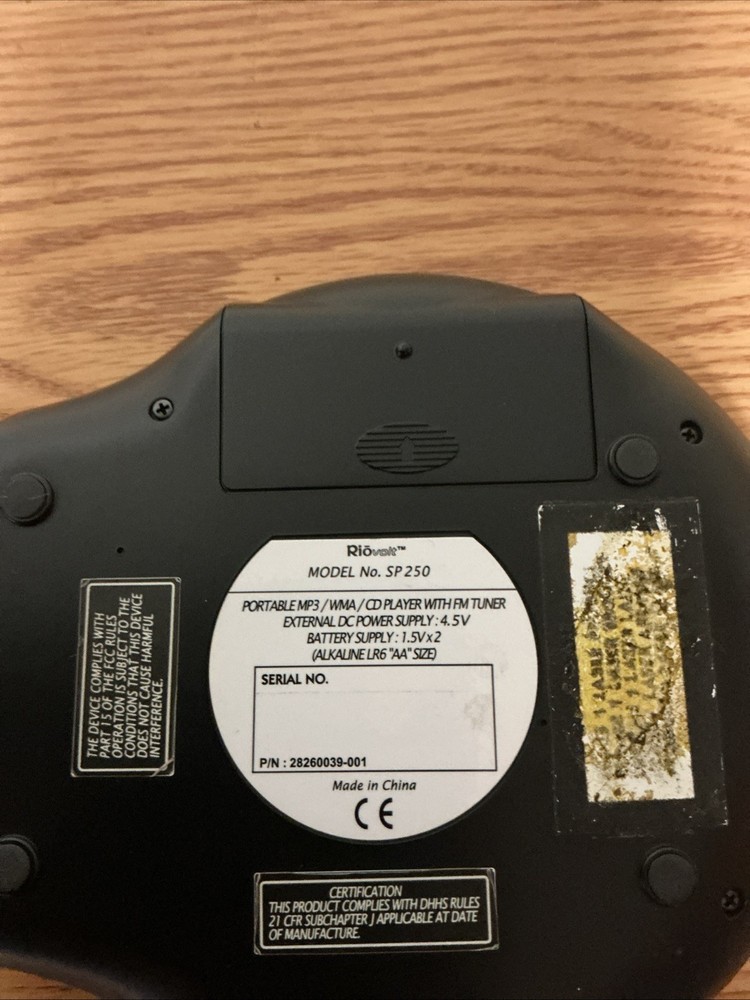 Riōvolt™
MODEL No. SP250
PORTABLE MP3 / WMA / CD PLAYER WITH FM TUNER
EXTERNAL DC POWER SUPPLY : 4.5V
BATTERY SUPPLY : 1.5V x 2
(ALKALINE LR6 "AA" SIZE)
SERIAL NO.
P/N : 28260039-001
Made in China
CE
THE DEVICE COMPLIES WITH
PART 15 OF THE FCC RULES
OPERATION IS SUBJECT TO THE
CONDITIONS THAT THIS DEVICE
DOES NOT CAUSE HARMFUL
INTERFERENCE.
CERTIFICATION
THIS PRODUCT COMPLIES WITH DHHS RULES
21 CFR SUBCHAPTER J APPLICABLE AT DATE
OF MANUFACTURE.